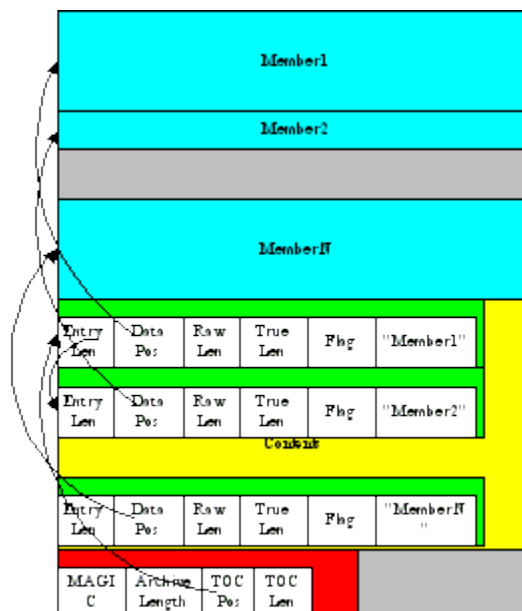 Member1
Member2
MemberN
Entry Data Raw True Flag "Member1"
Len Pos Len Len
Entry Data Raw True Flag "Member2"
Len Pos Len Len
Content
Entry Data Raw True Flag "MemberN
Len Pos Len Len "
MAGI Archive TOC TOC
C Length Pos Len